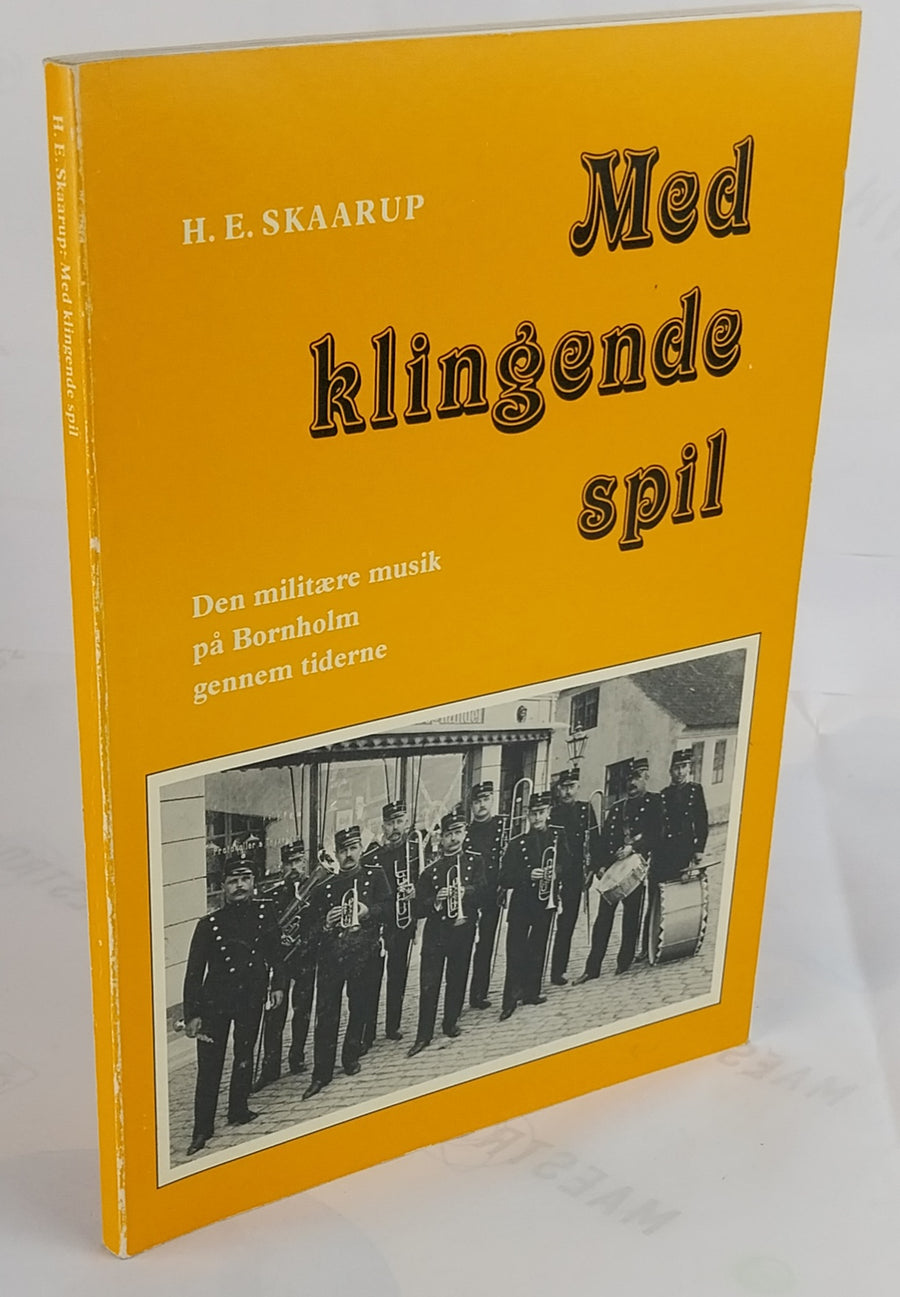 H. E. Skaarup: Med klingende spil
H. E. SKAARUP
Med
klingende
spil
Den militære musik
på Bornholm
gennem tiderne